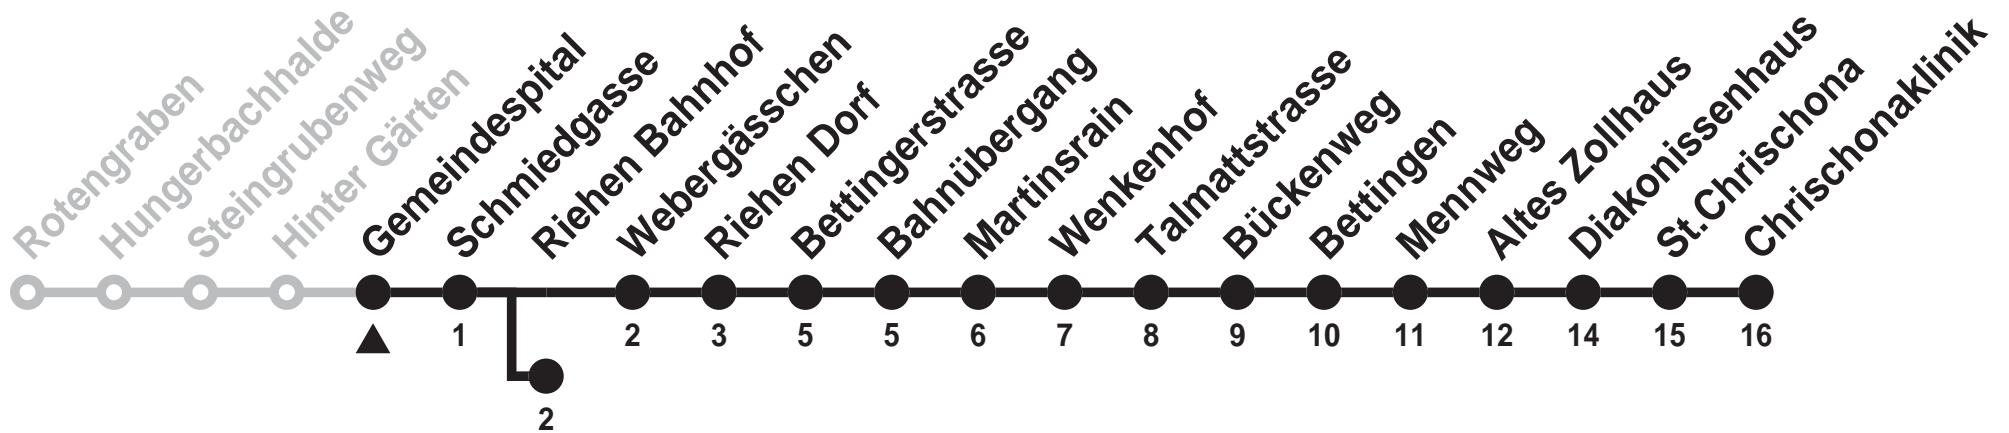 Rotengraben
Hungerbachhalde
Steingrubenweg
Hinter Gärten
Gemeindespital
Schmiedgasse
Riehen Bahnhof
Webergässchen
Riehen Dorf
Bettingerstrasse
Bahnübergang
Martinsrain
Wenkenhof
Talmattstrasse
Bückenweg
Bettingen
Mennweg
Altes Zollhaus
Diakonissenhaus
St.Chrischona
Chrischonaklinik
1 2 3 5 5 6 7 8 9 10 11 12 14 15 16
2